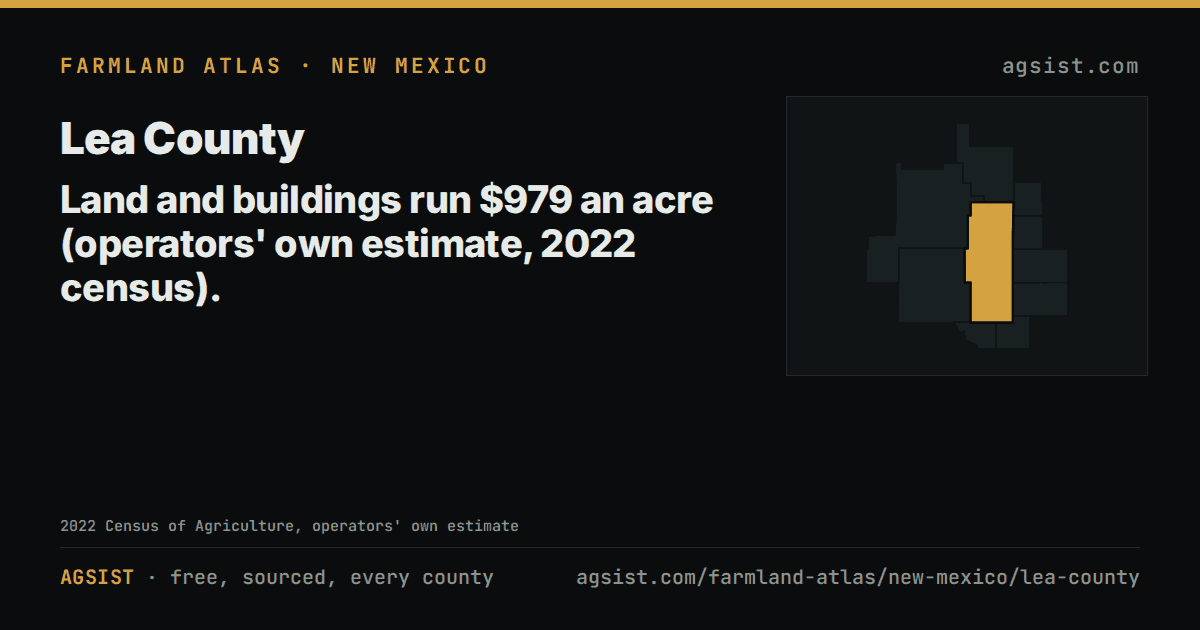 FARMLAND ATLAS · NEW MEXICO
agsist.com
Lea County
Land and buildings run $979 an acre
(operators' own estimate, 2022
census).
2022 Census of Agriculture, operators' own estimate
AGSIST · free, sourced, every county
agsist.com/farmland-atlas/new-mexico/lea-county